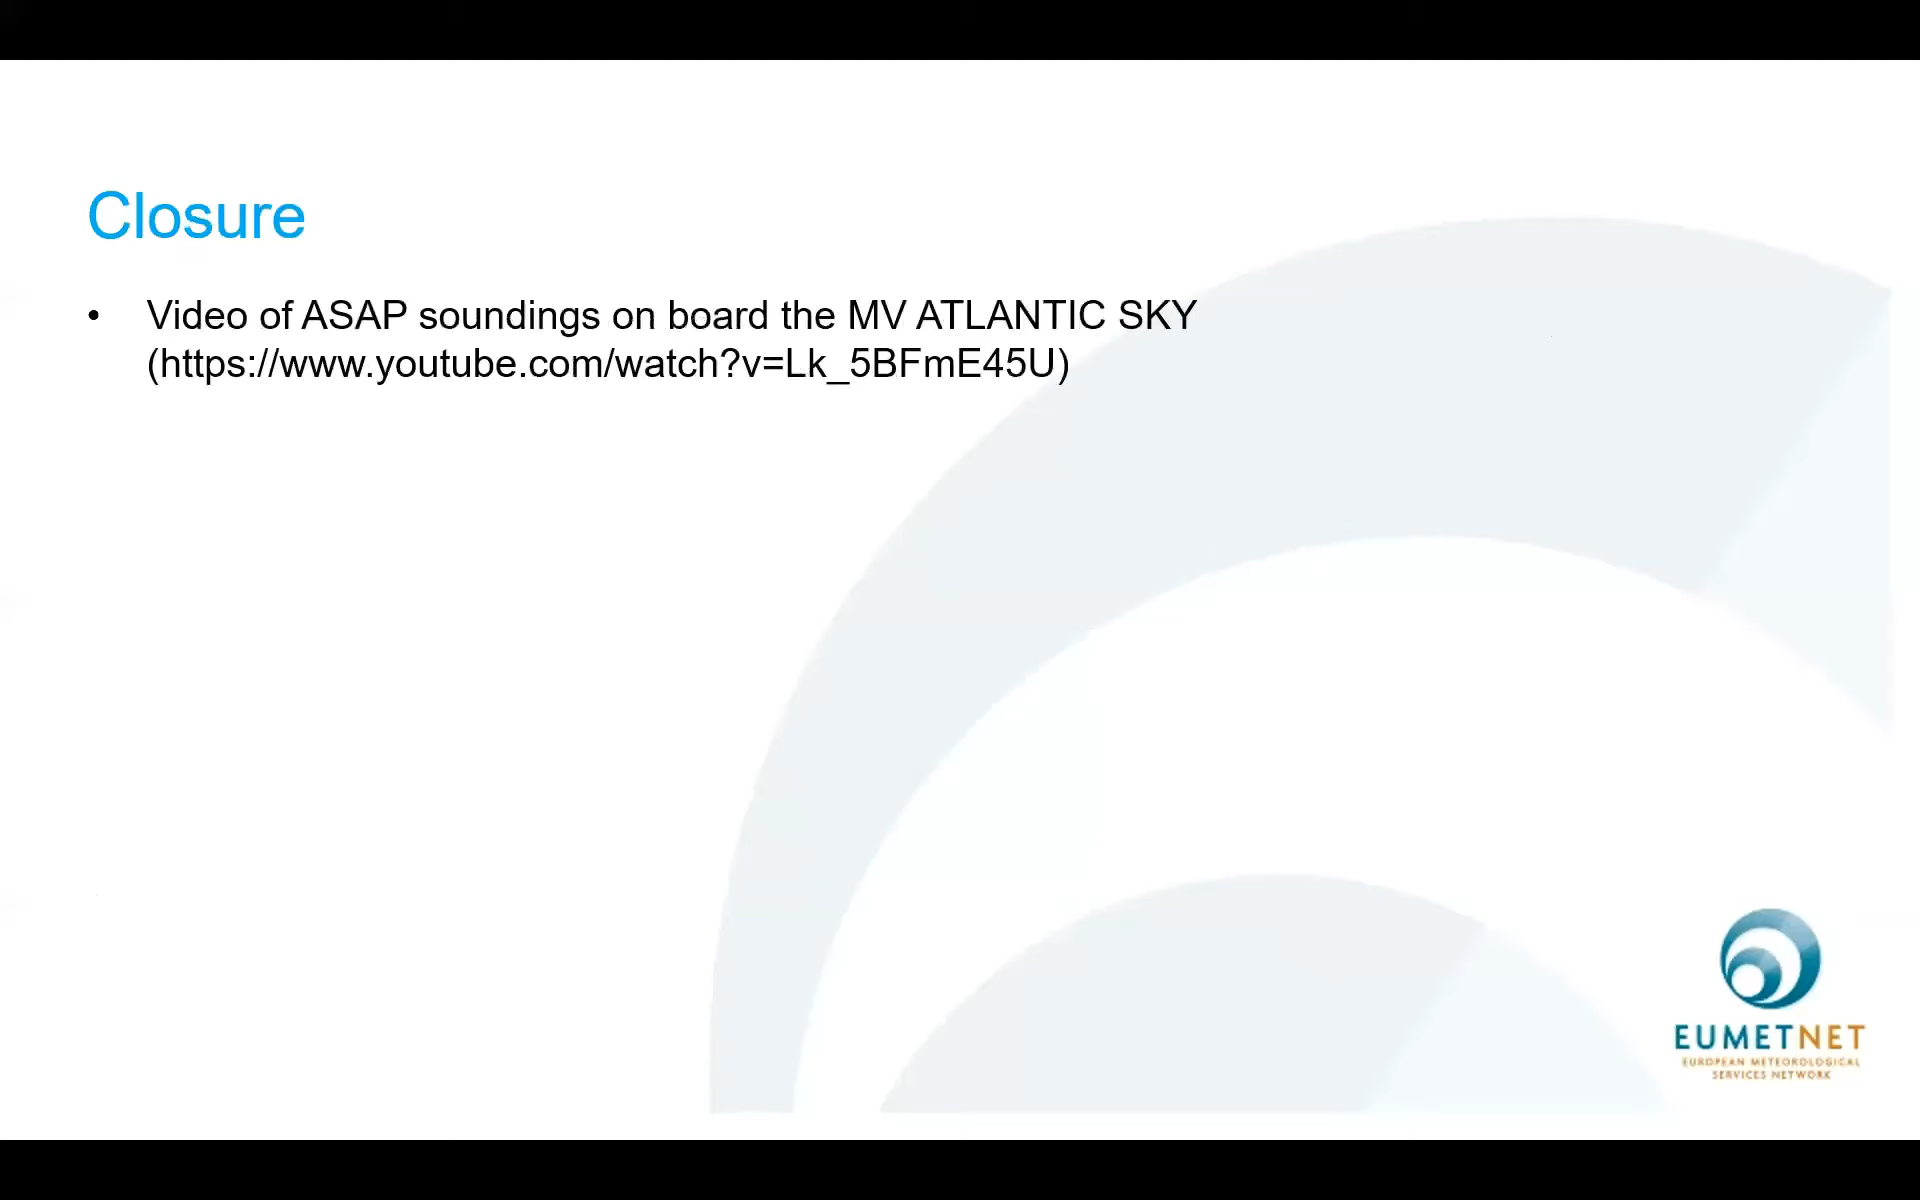 Closure
• Video of ASAP soundings on board the MV ATLANTIC SKY
(https://www.youtube.com/watch?v=Lk_5BFmE45U)
EUMETNET
EUROPEAN METEOROLOGICAL
SERVICES NETWORK